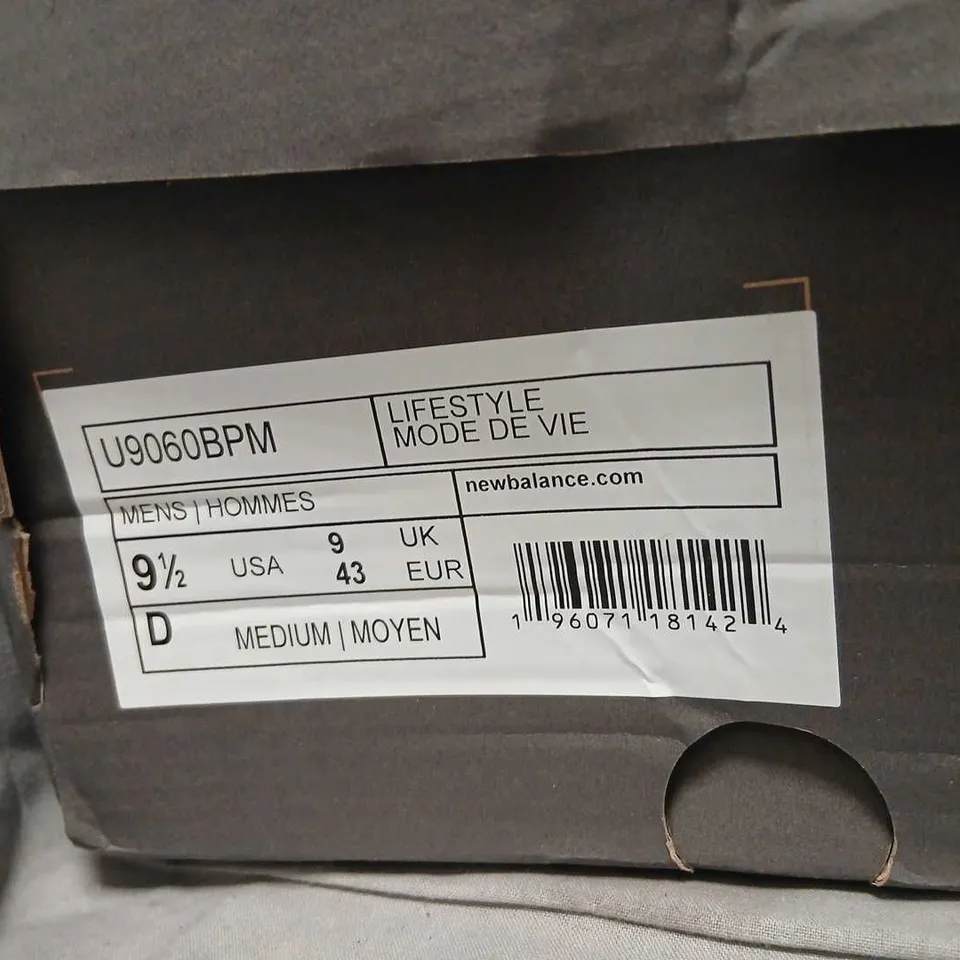 U9060BPM
LIFESTYLE
MODE DE VIE
MENS | HOMMES
newbalance.com
9½ USA 9 UK
43 EUR
D MEDIUM | MOYEN
1 96071 18142 4